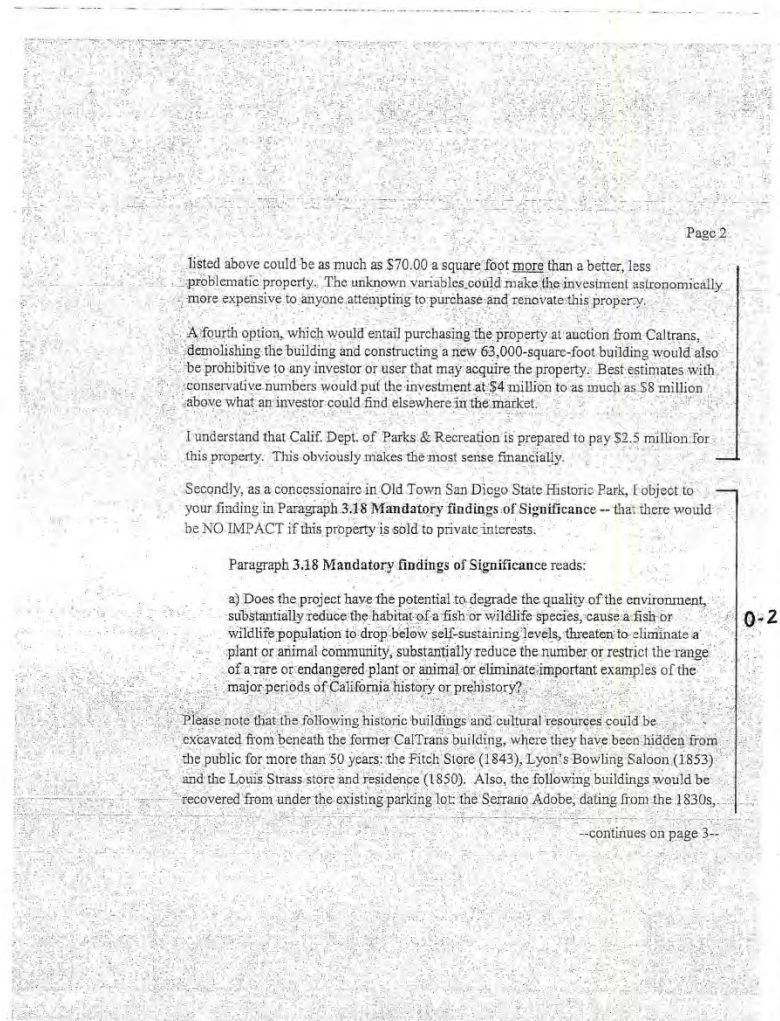 Page 2
listed above could be as much as $70.00 a square foot more than a better, less
problematic property. The unknown variables could make the investment astronomically
more expensive to anyone attempting to purchase and renovate this property.
A fourth option, which would entail purchasing the property at auction from Caltrans,
demolishing the building and constructing a new 63,000-square-foot building would also
be prohibitive to any investor or user that may acquire the property. Best estimates with
conservative numbers would put the investment at $4 million to as much as $8 million
above what an investor could find elsewhere in the market.
I understand that Calif. Dept. of Parks & Recreation is prepared to pay $2.5 million for
this property. This obviously makes the most sense financially.
Secondly, as a concessionaire in Old Town San Diego State Historic Park, I object to
your finding in Paragraph 3.18 Mandatory findings of Significance -- that there would
be NO IMPACT if this property is sold to private interests.
Paragraph 3.18 Mandatory findings of Significance reads:
a) Does the project have the potential to degrade the quality of the environment,
substantially reduce the habitat of a fish or wildlife species, cause a fish or
wildlife population to drop below self-sustaining levels, threaten to eliminate a
plant or animal community, substantially reduce the number or restrict the range
of a rare or endangered plant or animal or eliminate important examples of the
major periods of California history or prehistory?
O-2
Please note that the following historic buildings and cultural resources could be
excavated from beneath the former CalTrans building, where they have been hidden from
the public for more than 50 years: the Fitch Store (1843), Lyon's Bowling Saloon (1853)
and the Louis Strass store and residence (1850). Also, the following buildings would be
recovered from under the existing parking lot: the Serrano Adobe, dating from the 1830s,
--continues on page 3--